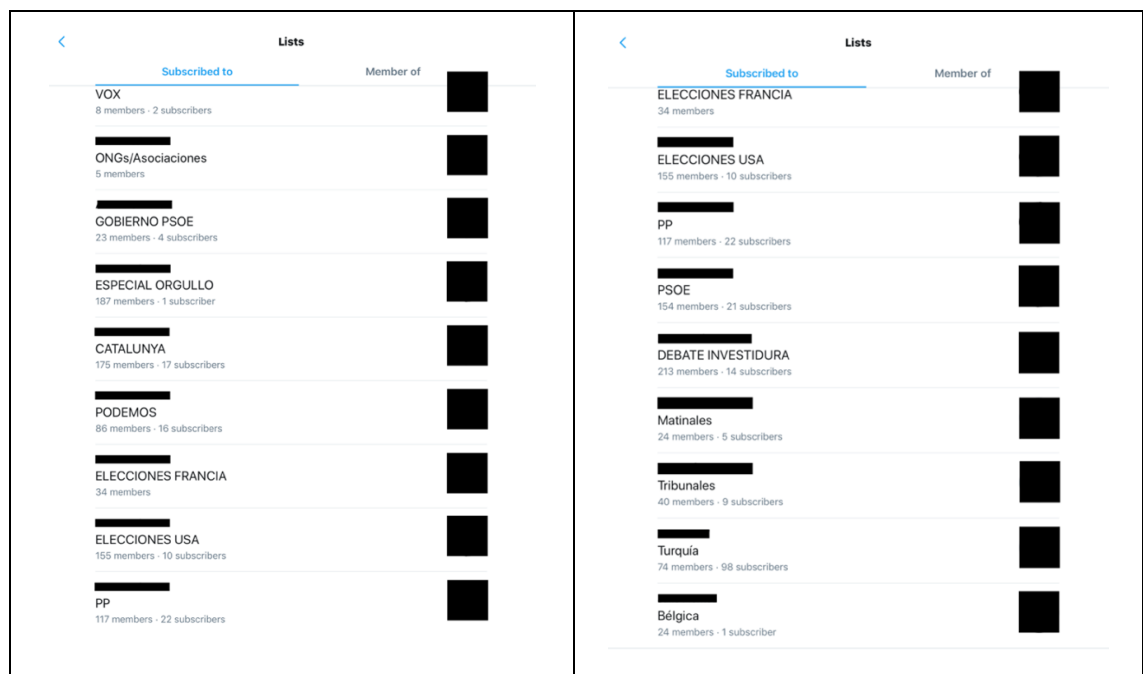 Lists
Subscribed to Member of
VOX
8 members · 2 subscribers
ONGs/Asociaciones
5 members
GOBIERNO PSOE
23 members · 4 subscribers
ESPECIAL ORGULLO
187 members · 1 subscriber
CATALUNYA
175 members · 17 subscribers
PODEMOS
86 members · 16 subscribers
ELECCIONES FRANCIA
34 members
ELECCIONES USA
155 members · 10 subscribers
PP
117 members · 22 subscribers
Lists
Subscribed to Member of
ELECCIONES FRANCIA
34 members
ELECCIONES USA
155 members · 10 subscribers
PP
117 members · 22 subscribers
PSOE
154 members · 21 subscribers
DEBATE INVESTIDURA
213 members · 14 subscribers
Matinales
24 members · 5 subscribers
Tribunales
40 members · 9 subscribers
Turquía
74 members · 98 subscribers
Bélgica
24 members · 1 subscriber